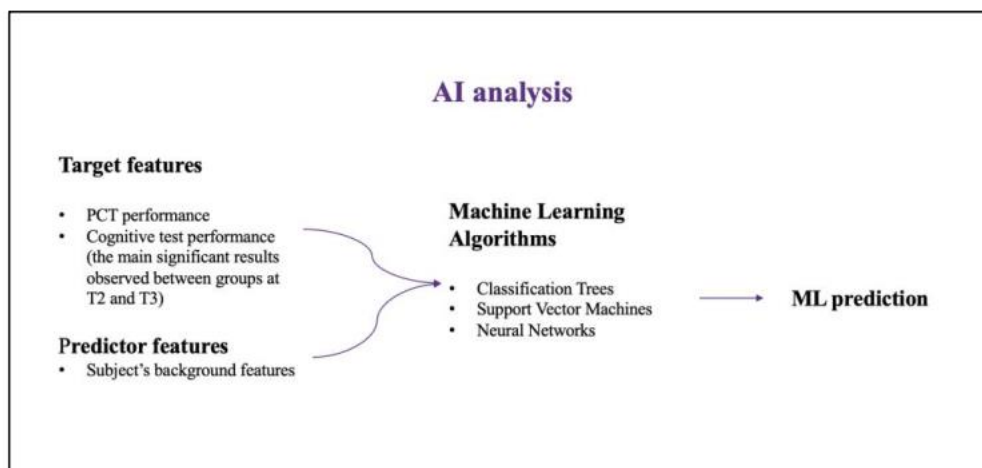 AI analysis
Target features
• PCT performance
• Cognitive test performance
(the main significant results
observed between groups at
T2 and T3)
Predictor features
• Subject's background features
Machine Learning
Algorithms
• Classification Trees
• Support Vector Machines
• Neural Networks
ML prediction